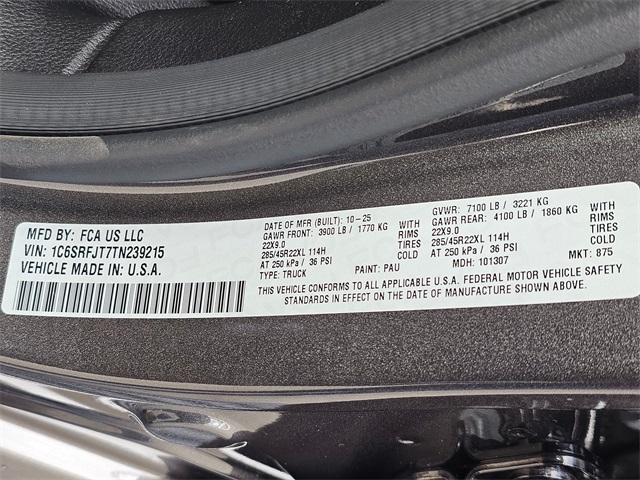 MFD BY: FCA US LLC
VIN: 1C6SRFJT7TN239215
VEHICLE MADE IN: U.S.A.
DATE OF MFR (BUILT): 10-25 GVWR: 7100 LB / 3221 KG
GAWR FRONT: 3900 LB / 1770 KG WITH GAWR REAR: 4100 LB / 1860 KG WITH
22X9.0 RIMS 22X9.0 RIMS
285/45R22XL 114H TIRES 285/45R22XL 114H TIRES
AT 250 kPa / 36 PSI COLD AT 250 kPa / 36 PSI COLD
TYPE: TRUCK PAINT: PAU MDH: 101307 MKT: 875
THIS VEHICLE CONFORMS TO ALL APPLICABLE U.S.A. FEDERAL MOTOR VEHICLE SAFETY
STANDARDS IN EFFECT ON THE DATE OF MANUFACTURE SHOWN ABOVE.